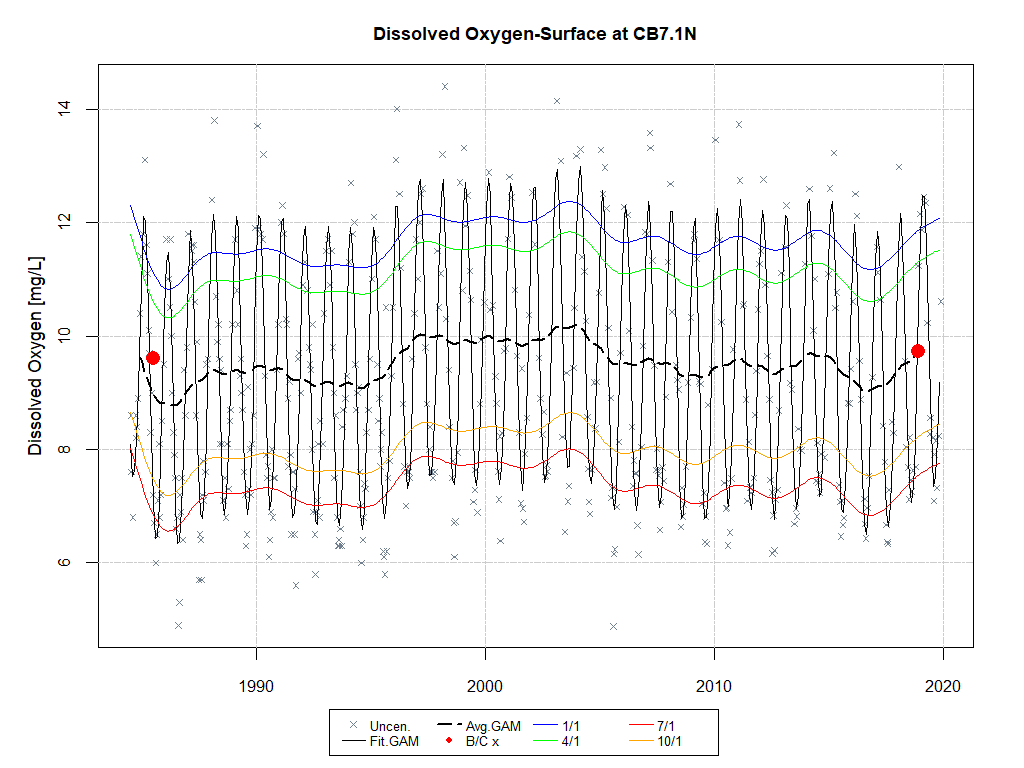 Dissolved Oxygen-Surface at CB7.1N
Dissolved Oxygen [mg/L]
14
12
10
8
6
1990
2000
2010
2020
Uncen. Avg.GAM 1/1 7/1
Fit.GAM B/C x 4/1 10/1